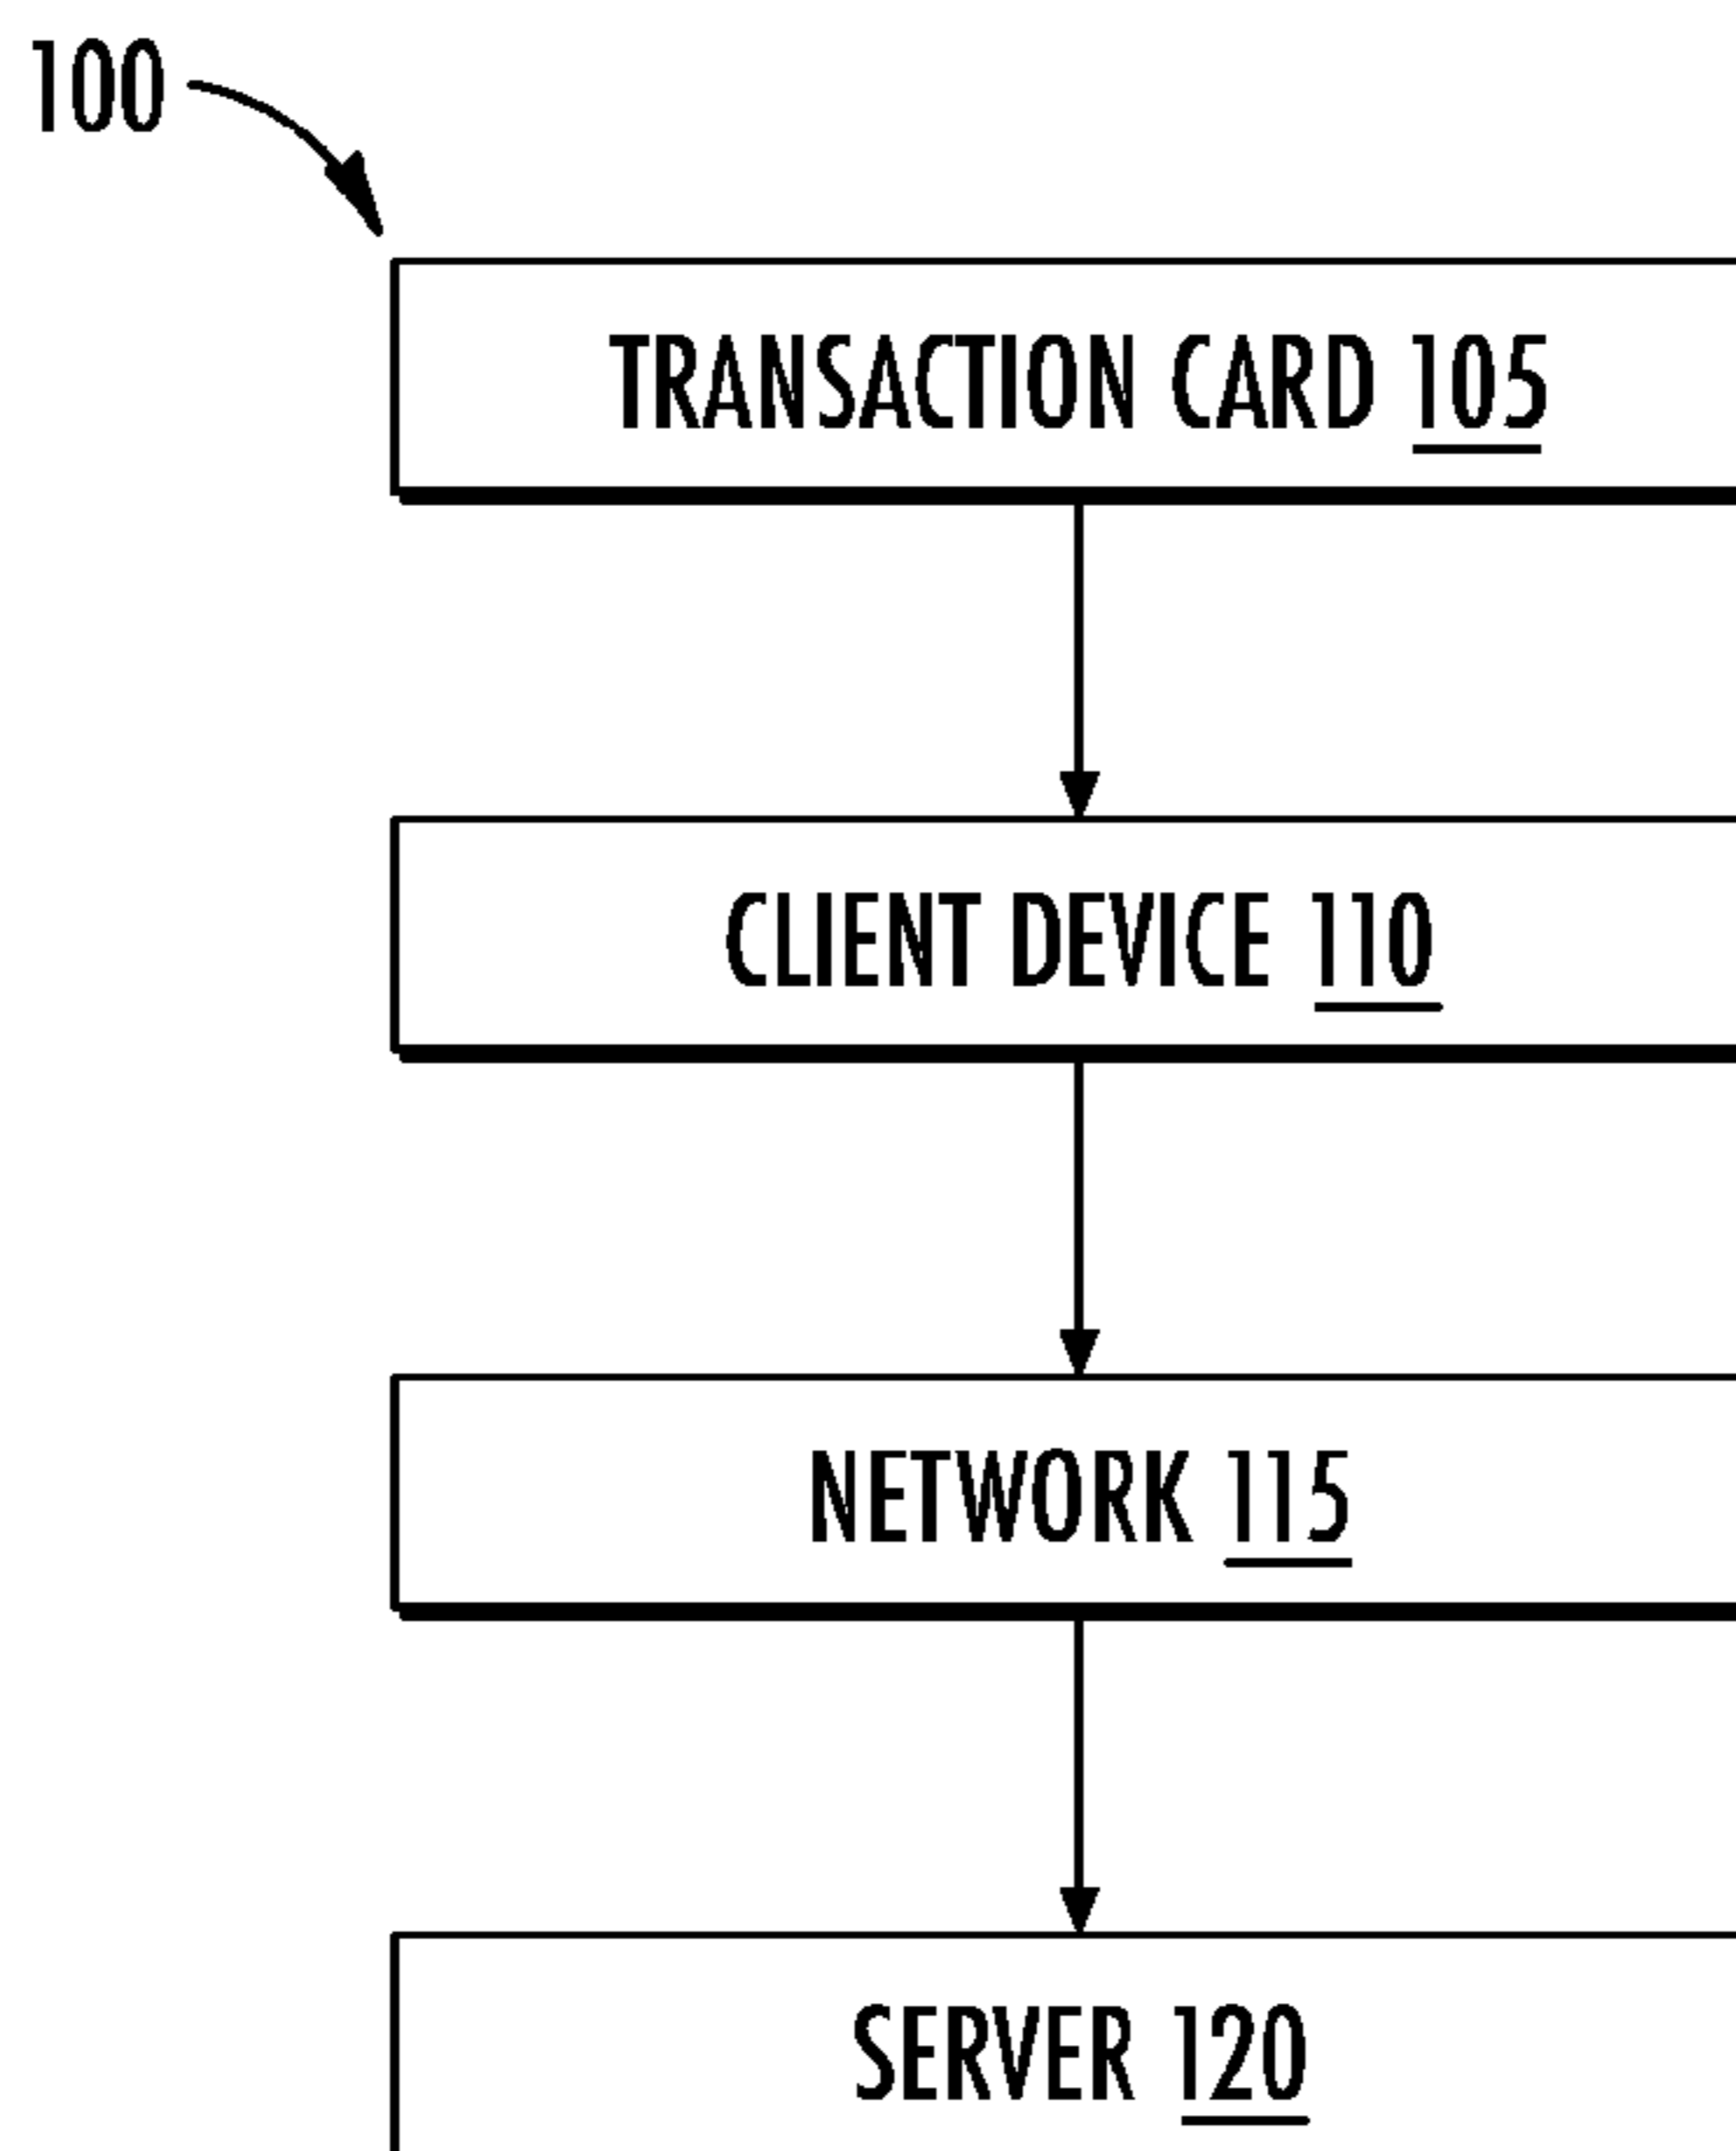 100
TRANSACTION CARD 105
CLIENT DEVICE 110
NETWORK 115
SERVER 120